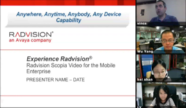 Anywhere, Anytime, Anybody, Any Device
Capability
RADVISION
an Avaya company
Experience Radvision®
Radvision Scopia Video for the Mobile
Enterprise
PRESENTER NAME - DATE